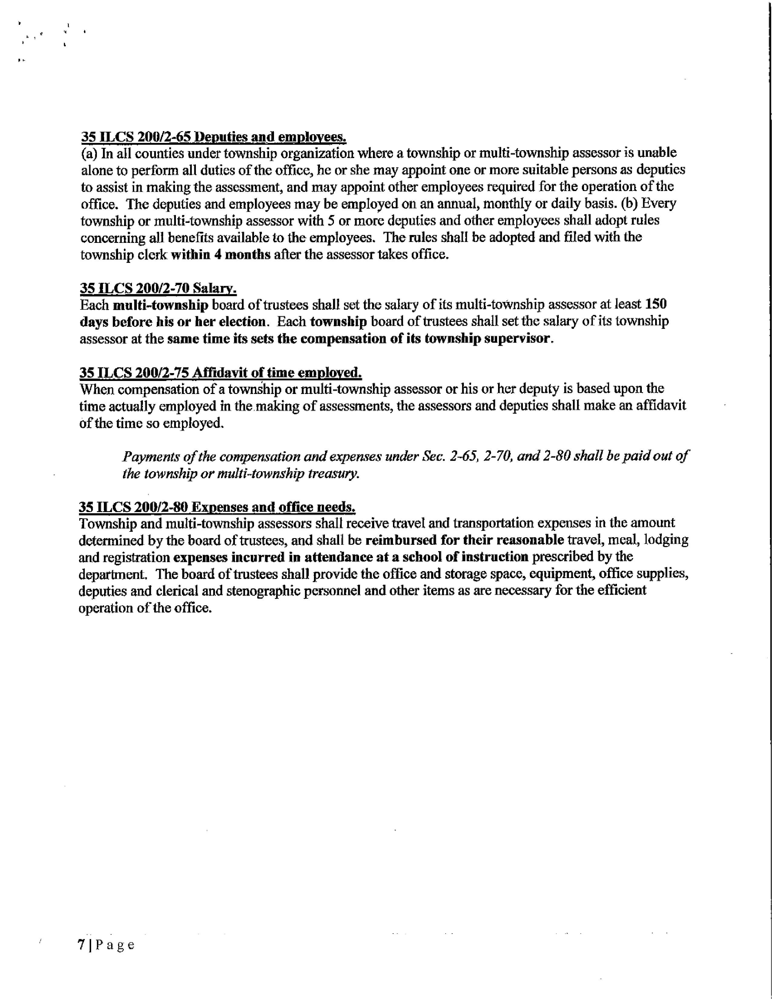 35 ILCS 200/2-65 Deputies and employees.
(a) In all counties under township organization where a township or multi-township assessor is unable
alone to perform all duties of the office, he or she may appoint one or more suitable persons as deputies
to assist in making the assessment, and may appoint other employees required for the operation of the
office. The deputies and employees may be employed on an annual, monthly or daily basis. (b) Every
township or multi-township assessor with 5 or more deputies and other employees shall adopt rules
concerning all benefits available to the employees. The rules shall be adopted and filed with the
township clerk within 4 months after the assessor takes office.
35 ILCS 200/2-70 Salary.
Each multi-township board of trustees shall set the salary of its multi-township assessor at least 150
days before his or her election. Each township board of trustees shall set the salary of its township
assessor at the same time its sets the compensation of its township supervisor.
35 ILCS 200/2-75 Affidavit of time employed.
When compensation of a township or multi-township assessor or his or her deputy is based upon the
time actually employed in the making of assessments, the assessors and deputies shall make an affidavit
of the time so employed.
Payments of the compensation and expenses under Sec. 2-65, 2-70, and 2-80 shall be paid out of
the township or multi-township treasury.
35 ILCS 200/2-80 Expenses and office needs.
Township and multi-township assessors shall receive travel and transportation expenses in the amount
determined by the board of trustees, and shall be reimbursed for their reasonable travel, meal, lodging
and registration expenses incurred in attendance at a school of instruction prescribed by the
department. The board of trustees shall provide the office and storage space, equipment, office supplies,
deputies and clerical and stenographic personnel and other items as are necessary for the efficient
operation of the office.
7 | P a g e